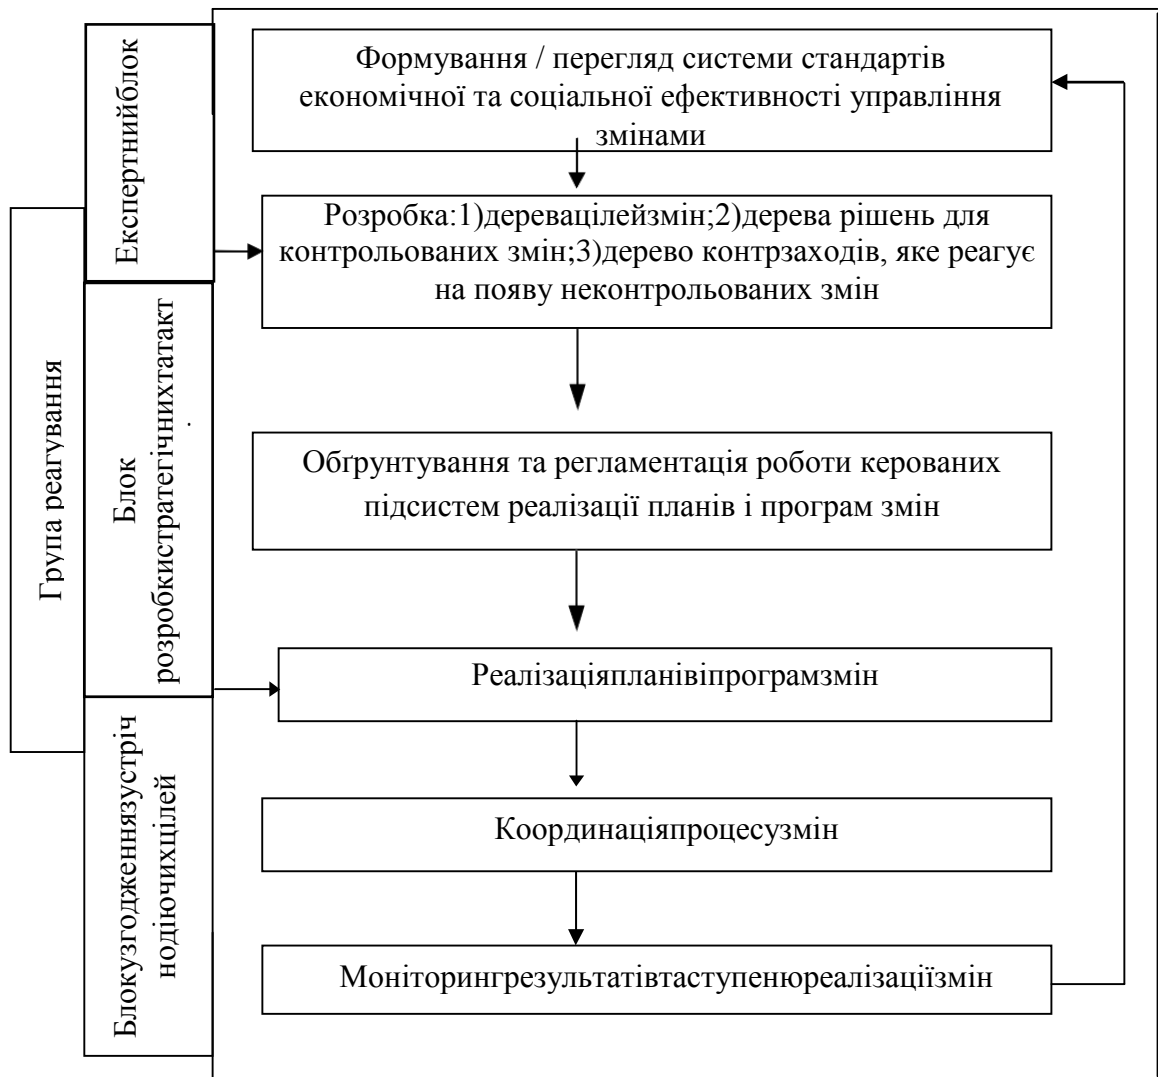 Група реагування
Експертнийблок
Блок
розробкистратегічнихтатакт
Блокузгодженнязустріч
нодіючихцілей
Формування / перегляд системи стандартів
економічної та соціальної ефективності управління
змінами
Розробка:1)деревацілейзмін;2)дерева рішень для
контрольованих змін;3)дерево контрзаходів, яке реагує
на появу неконтрольованих змін
Обґрунтування та регламентація роботи керованих
підсистем реалізації планів і програм змін
Реалізаціяпланівіпрограмзмін
Координаціяпроцесузмін
Моніторингрезультатівтаступенюреалізаціїзмін